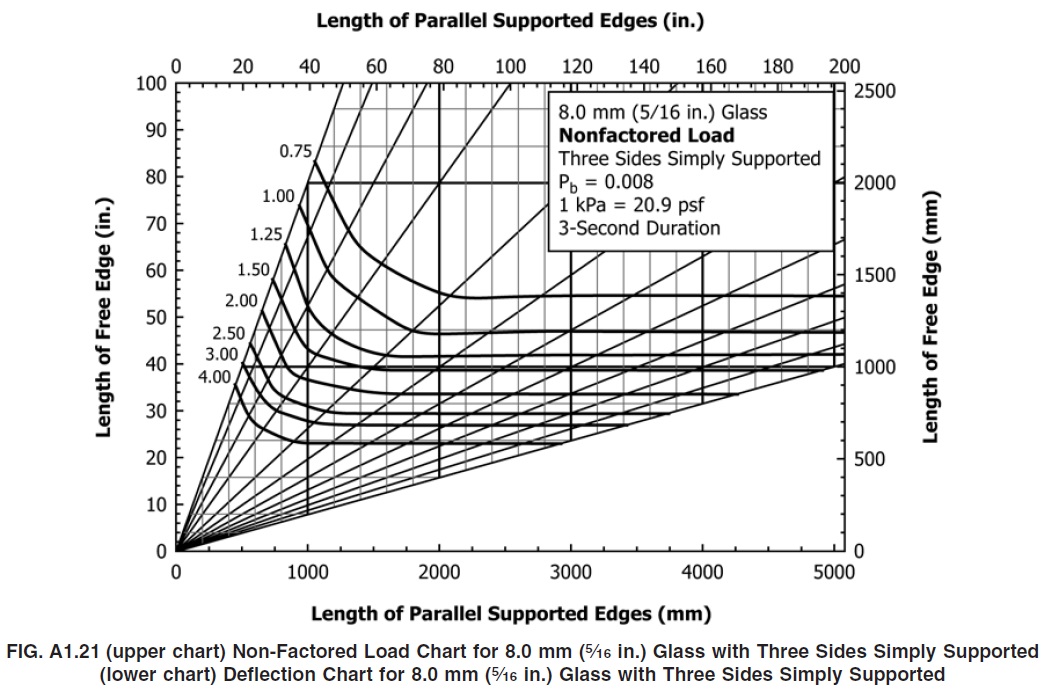 Length of Parallel Supported Edges (in.)
0 20 40 60 80 100 120 140 160 180 200
100
90
80
70
60
50
40
30
20
10
0
Length of Free Edge (in.)
0.75
1.00
1.25
1.50
2.00
2.50
3.00
4.00
8.0 mm (5/16 in.) Glass
Nonfactored Load
Three Sides Simply Supported
Pb = 0.008
1 kPa = 20.9 psf
3-Second Duration
2500
2000
1500
1000
500
0
Length of Free Edge (mm)
0 1000 2000 3000 4000 5000
Length of Parallel Supported Edges (mm)
FIG. A1.21 (upper chart) Non-Factored Load Chart for 8.0 mm (5⁄16 in.) Glass with Three Sides Simply Supported
(lower chart) Deflection Chart for 8.0 mm (5⁄16 in.) Glass with Three Sides Simply Supported